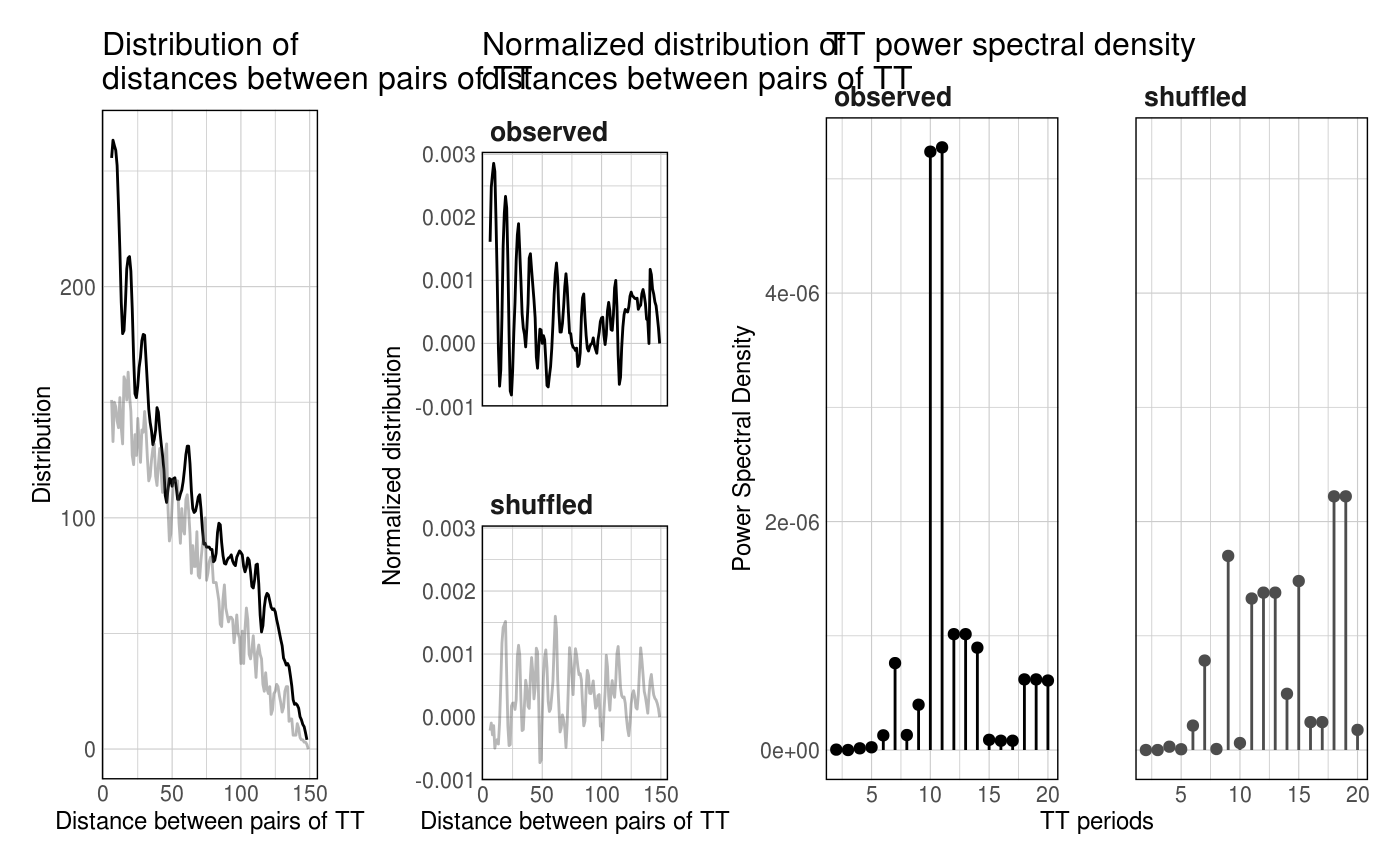 Distribution of
distances between pairs of TT
Distribution
200
100
0
0 50 100 150
Distance between pairs of TT
Normalized distribution of
distances between pairs of TT
Normalized distribution
observed
0.003
0.002
0.001
0.000
-0.001
shuffled
0.003
0.002
0.001
0.000
-0.001
0 50 100 150
Distance between pairs of TT
TT power spectral density
Power Spectral Density
observed
shuffled
4e-06
2e-06
0e+00
5 10 15 20
5 10 15 20
TT periods